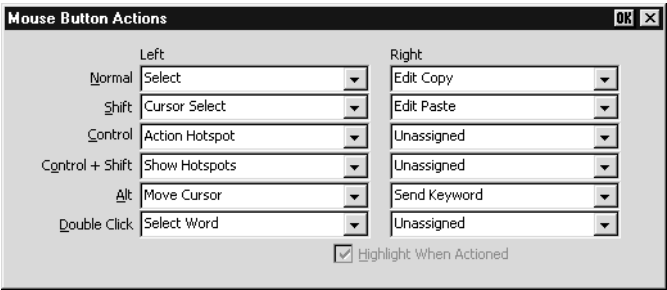 Mouse Button Actions OK
Left Right
Normal Select Edit Copy
Shift Cursor Select Edit Paste
Control Action Hotspot Unassigned
Control + Shift Show Hotspots Unassigned
Alt Move Cursor Send Keyword
Double Click Select Word Unassigned
Highlight When Actioned